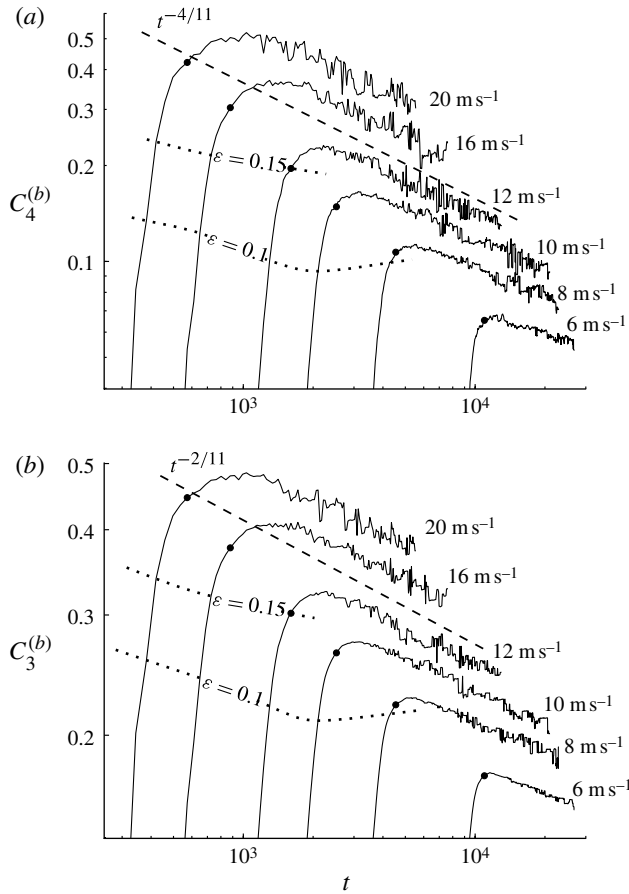 (a)
t^{-4/11}
0.5
0.4
0.3
0.2
0.1
C_4^{(b)}
ε = 0.15
ε = 0.1
20 m s^{-1}
16 m s^{-1}
12 m s^{-1}
10 m s^{-1}
8 m s^{-1}
6 m s^{-1}
10^3
10^4
(b)
t^{-2/11}
0.5
0.4
0.3
0.2
C_3^{(b)}
ε = 0.15
ε = 0.1
20 m s^{-1}
16 m s^{-1}
12 m s^{-1}
10 m s^{-1}
8 m s^{-1}
6 m s^{-1}
10^3
10^4
t